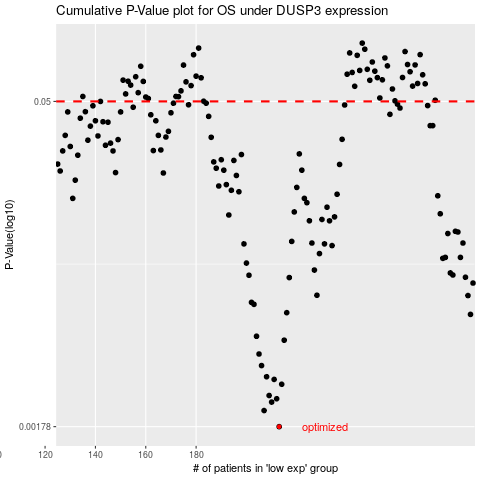 Cumulative P-Value plot for OS under DUSP3 expression
P-Value(log10)
0.05
0.00178
optimized
0 120 140 160 180
# of patients in 'low exp' group